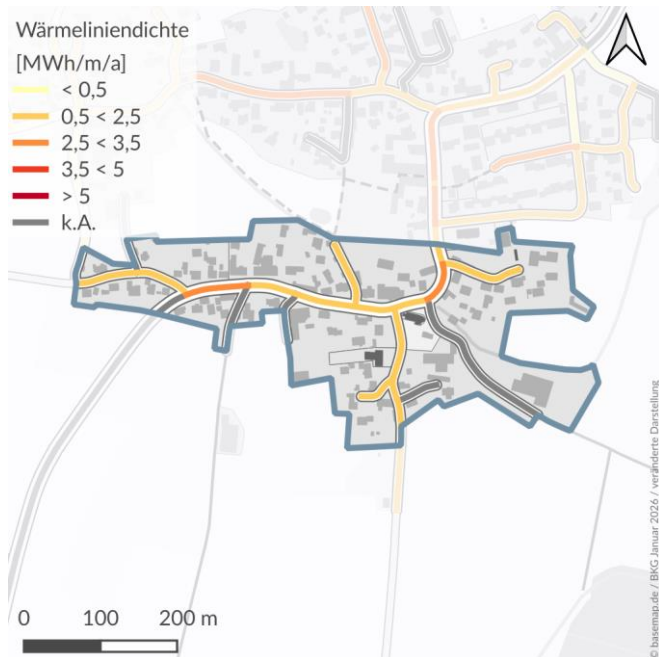 Wärmeliniendichte
[MWh/m/a]
< 0,5
0,5 < 2,5
2,5 < 3,5
3,5 < 5
> 5
k.A.
0 100 200 m
© basemap.de / BKG Januar 2026 / veränderte Darstellung